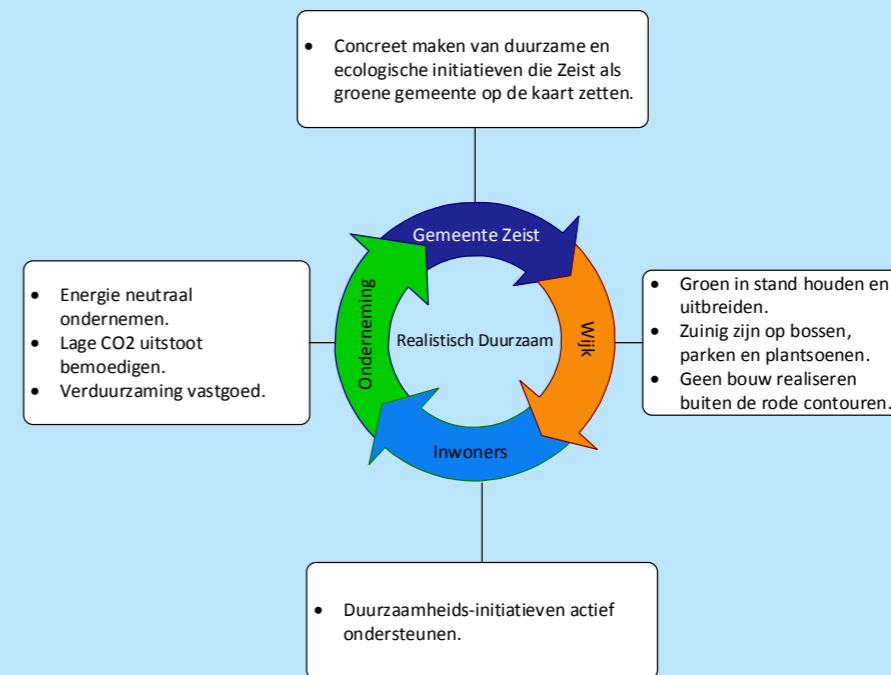 • Concreet maken van duurzame en
ecologische initiatieven die Zeist als
groene gemeente op de kaart zetten.
Gemeente Zeist
• Energie neutraal
ondernemen.
• Lage CO2 uitstoot
bemoedigen.
• Verduurzaming vastgoed.
Onderneming
Realistisch Duurzaam
Wijk
• Groen in stand houden en
uitbreiden.
• Zuinig zijn op bossen,
parken en plantsoenen.
• Geen bouw realiseren
buiten de rode contouren.
Inwoners
• Duurzaamheids-initiatieven actief
ondersteunen.